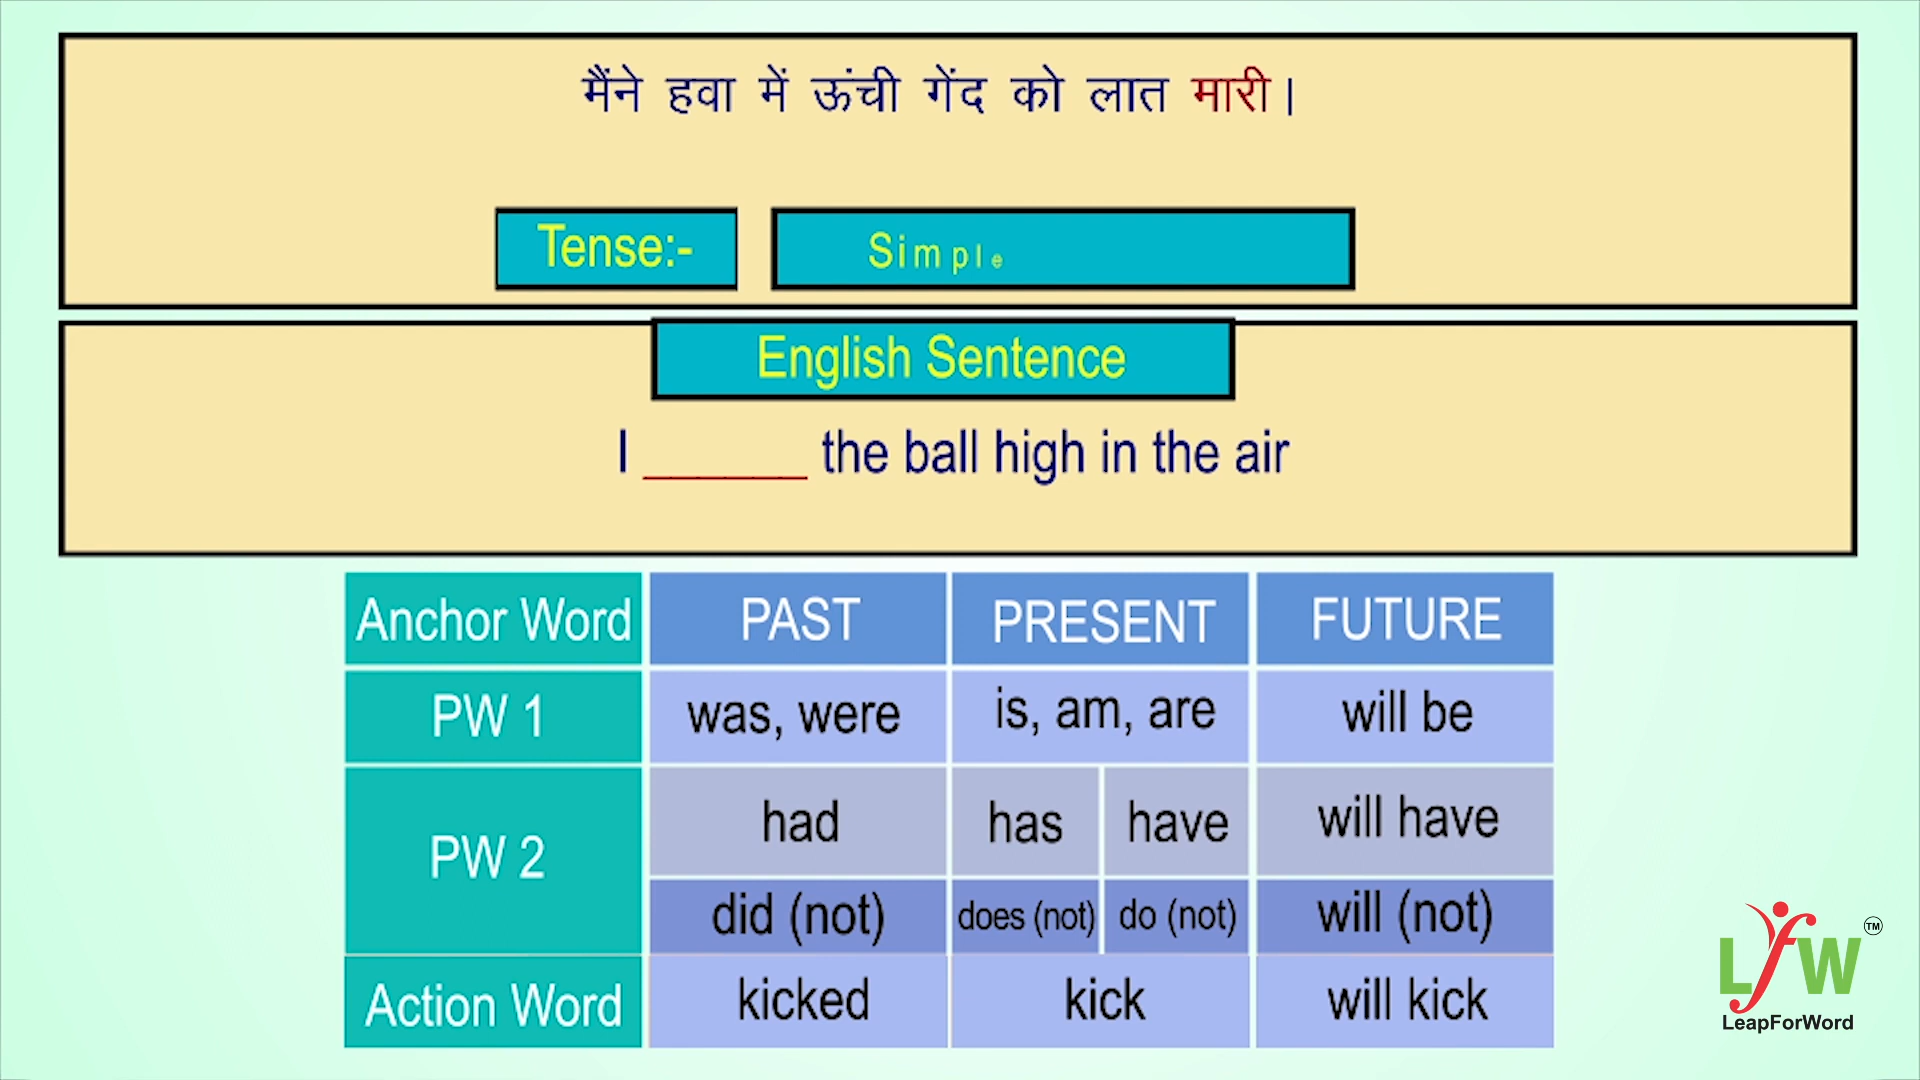 मैंने हवा में ऊंची गेंद को लात मारी।
Tense:- Simple
English Sentence
I ______ the ball high in the air
Anchor Word PAST PRESENT FUTURE
PW 1 was, were is, am, are will be
PW 2 had has have will have
did (not) does (not) do (not) will (not)
Action Word kicked kick will kick
LFW TM
LeapForWord